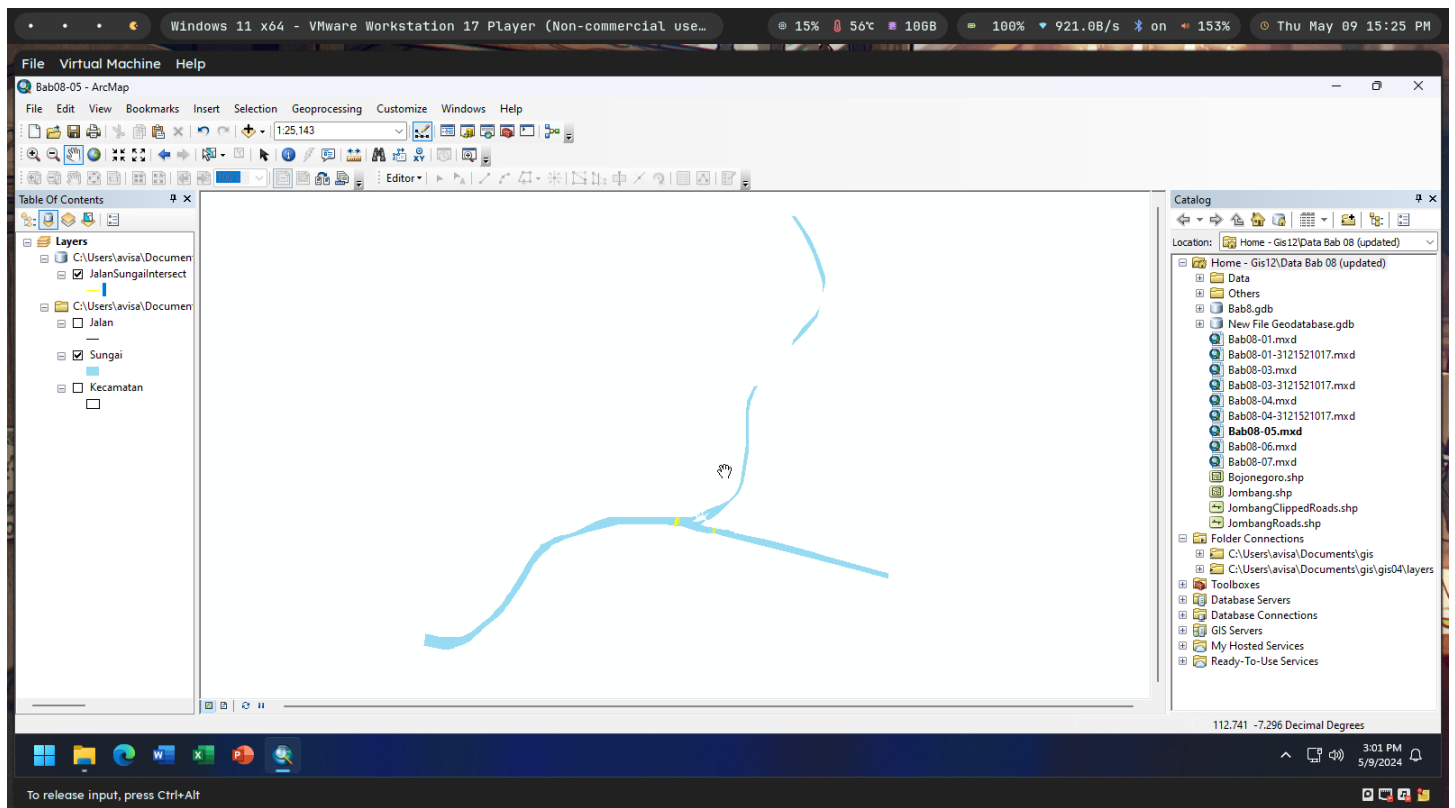 Windows 11 x64 - VMware Workstation 17 Player (Non-commercial use…
15% 56℃ 10GB 100% 921.0B/s on 153% Thu May 09 15:25 PM
File Virtual Machine Help
Bab08-05 - ArcMap
File Edit View Bookmarks Insert Selection Geoprocessing Customize Windows Help
1:25,143
Editor
Table Of Contents
Layers
C:\Users\avisa\Documen
JalanSungaiIntersect
C:\Users\avisa\Documen
Jalan
Sungai
Kecamatan
Catalog
Location: Home - Gis12\Data Bab 08 (updated)
Home - Gis12\Data Bab 08 (updated)
Data
Others
Bab8.gdb
New File Geodatabase.gdb
Bab08-01.mxd
Bab08-01-3121521017.mxd
Bab08-03.mxd
Bab08-03-3121521017.mxd
Bab08-04.mxd
Bab08-04-3121521017.mxd
Bab08-05.mxd
Bab08-06.mxd
Bab08-07.mxd
Bojonegoro.shp
Jombang.shp
JombangClippedRoads.shp
JombangRoads.shp
Folder Connections
C:\Users\avisa\Documents\gis
C:\Users\avisa\Documents\gis\gis04\layers
Toolboxes
Database Servers
Database Connections
GIS Servers
My Hosted Services
Ready-To-Use Services
112.741 -7.296 Decimal Degrees
3:01 PM
5/9/2024
To release input, press Ctrl+Alt